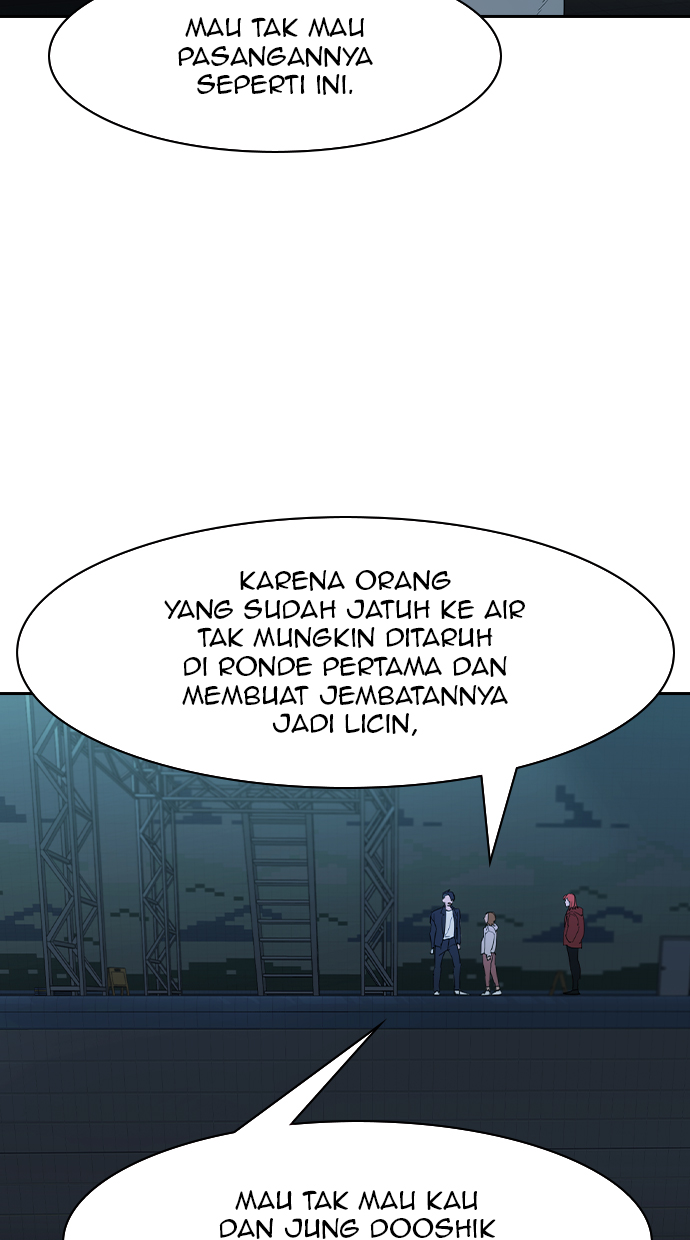 MAU TAK MAU
PASANGANNYA
SEPERTI INI.
KARENA ORANG
YANG SUDAH JATUH KE AIR
TAK MUNGKIN DITARUH
DI RONDE PERTAMA DAN
MEMBUAT JEMBATANNYA
JADI LICIN,
MAU TAK MAU KAU
DAN JUNG DOOSHIK